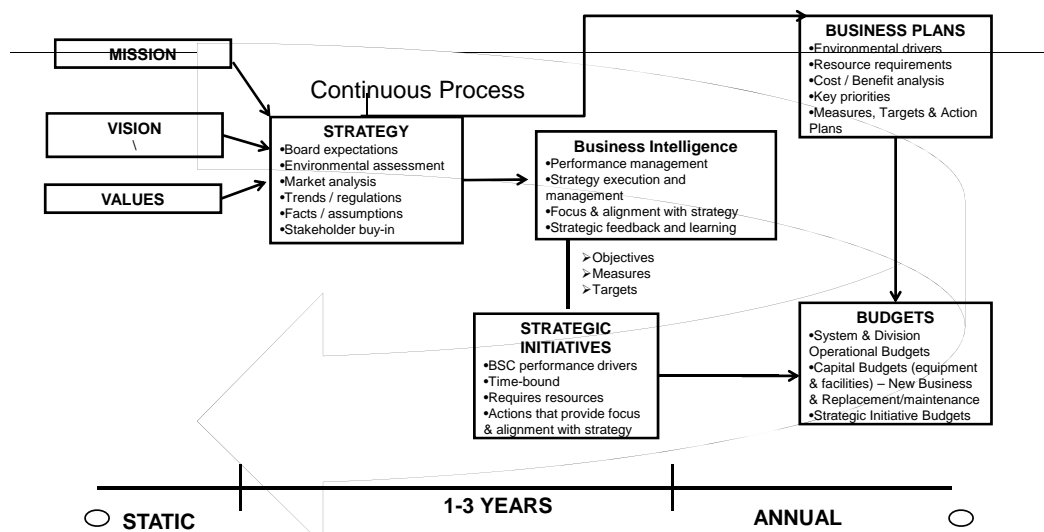 MISSION
VISION
\
VALUES
Continuous Process
STRATEGY
•Board expectations
•Environmental assessment
•Market analysis
•Trends / regulations
•Facts / assumptions
•Stakeholder buy-in
Business Intelligence
•Performance management
•Strategy execution and
management
•Focus & alignment with strategy
•Strategic feedback and learning
➢Objectives
➢Measures
➢Targets
STRATEGIC
INITIATIVES
•BSC performance drivers
•Time-bound
•Requires resources
•Actions that provide focus
& alignment with strategy
BUSINESS PLANS
•Environmental drivers
•Resource requirements
•Cost / Benefit analysis
•Key priorities
•Measures, Targets & Action
Plans
BUDGETS
•System & Division
Operational Budgets
•Capital Budgets (equipment
& facilities) – New Business
& Replacement/maintenance
•Strategic Initiative Budgets
STATIC
1-3 YEARS
ANNUAL